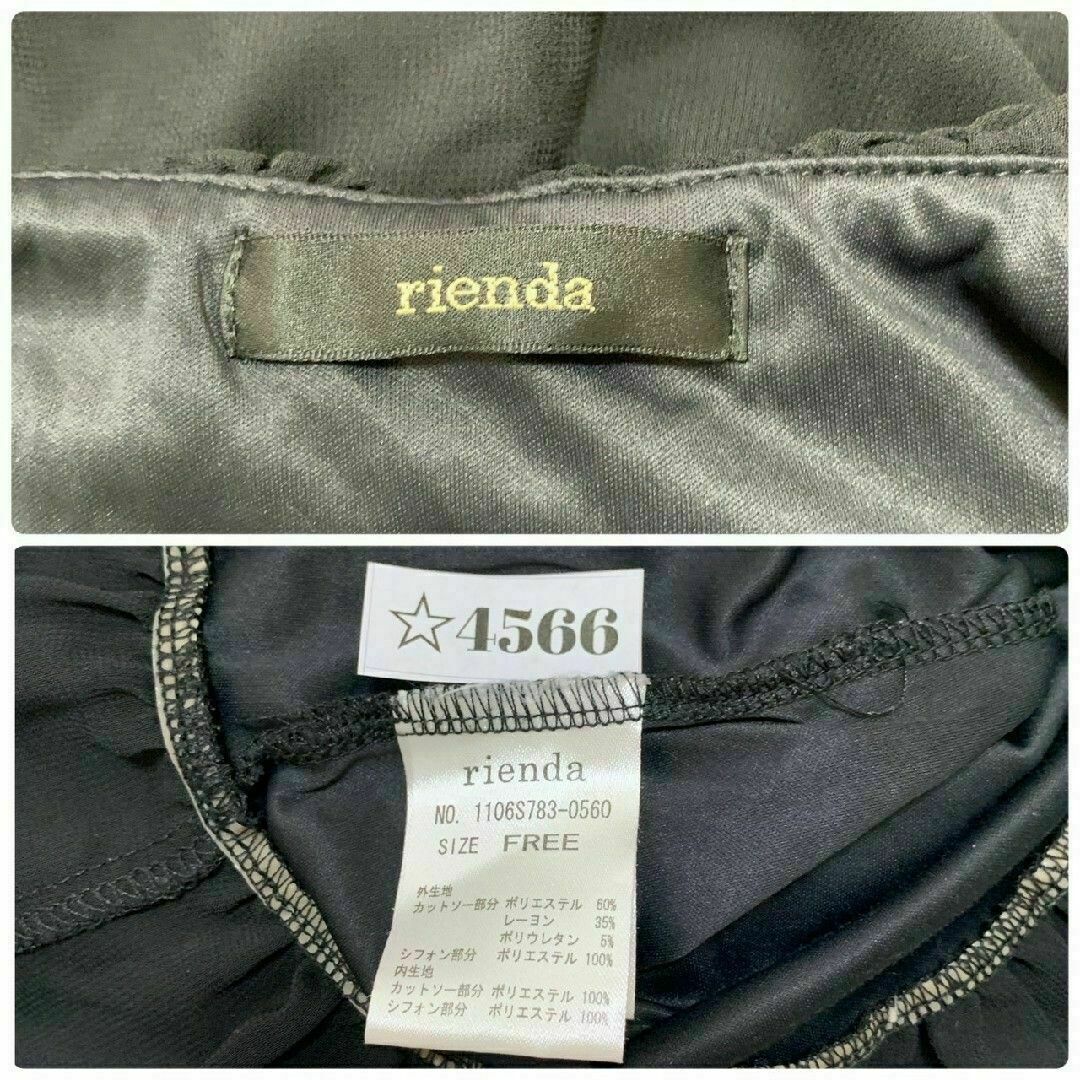 rienda
☆4566
rienda
NO. 1106S783-0560
SIZE FREE
外生地
カットソー部分 ポリエステル 60%
レーヨン 35%
ポリウレタン 5%
シフォン部分 ポリエステル 100%
内生地
カットソー部分 ポリエステル 100%
シフォン部分 ポリエステル 100%